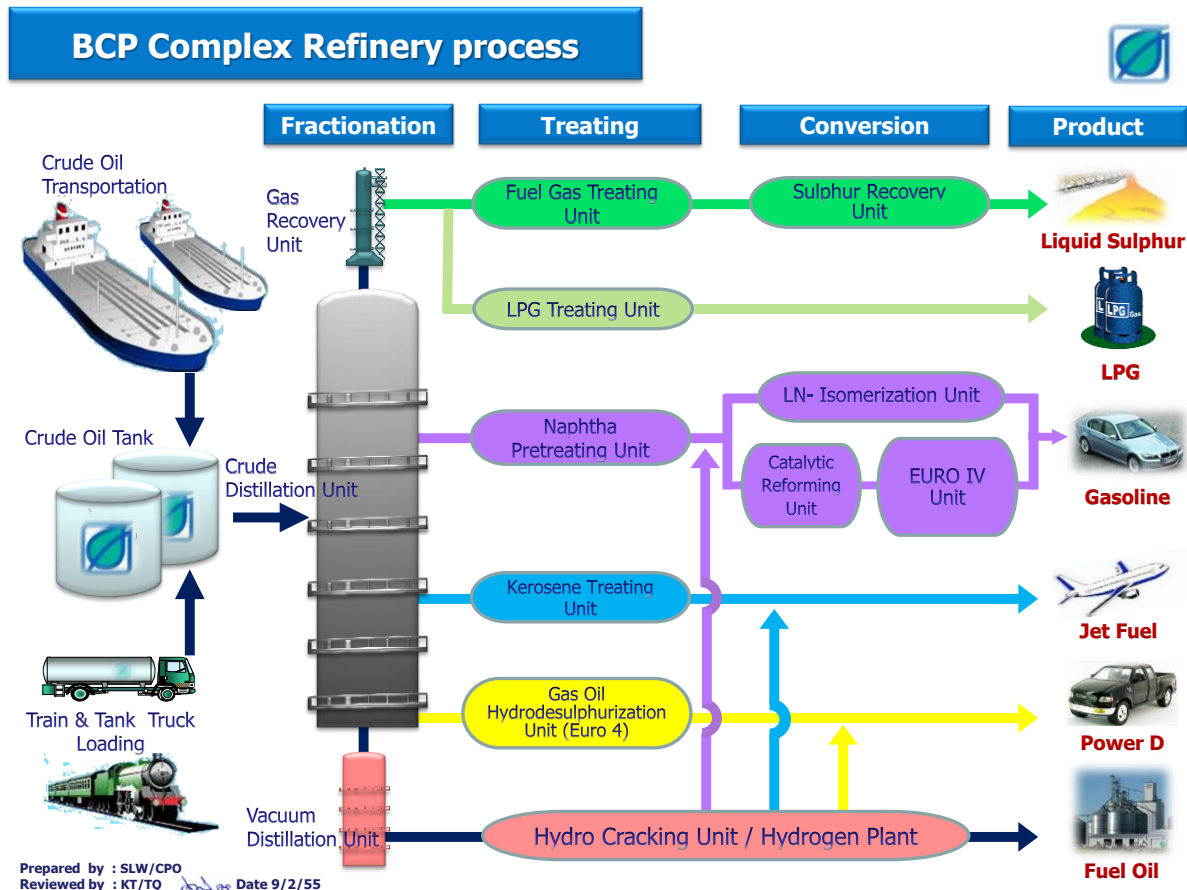 BCP Complex Refinery process
Fractionation
Treating
Conversion
Product
Crude Oil
Transportation
Gas
Recovery
Unit
Fuel Gas Treating
Unit
Sulphur Recovery
Unit
Liquid Sulphur
LPG Treating Unit
L
LPG
Gas
LPG
LN- Isomerization Unit
Naphtha
Pretreating Unit
Catalytic
Reforming
Unit
EURO IV
Unit
Gasoline
Crude Oil Tank
Crude
Distillation Unit
Kerosene Treating
Unit
Jet Fuel
Train & Tank Truck
Loading
Gas Oil
Hydrodesulphurization
Unit (Euro 4)
Power D
Vacuum
Distillation Unit
Hydro Cracking Unit / Hydrogen Plant
Fuel Oil
Prepared by : SLW/CPO
Reviewed by : KT/TQ
Date 9/2/55